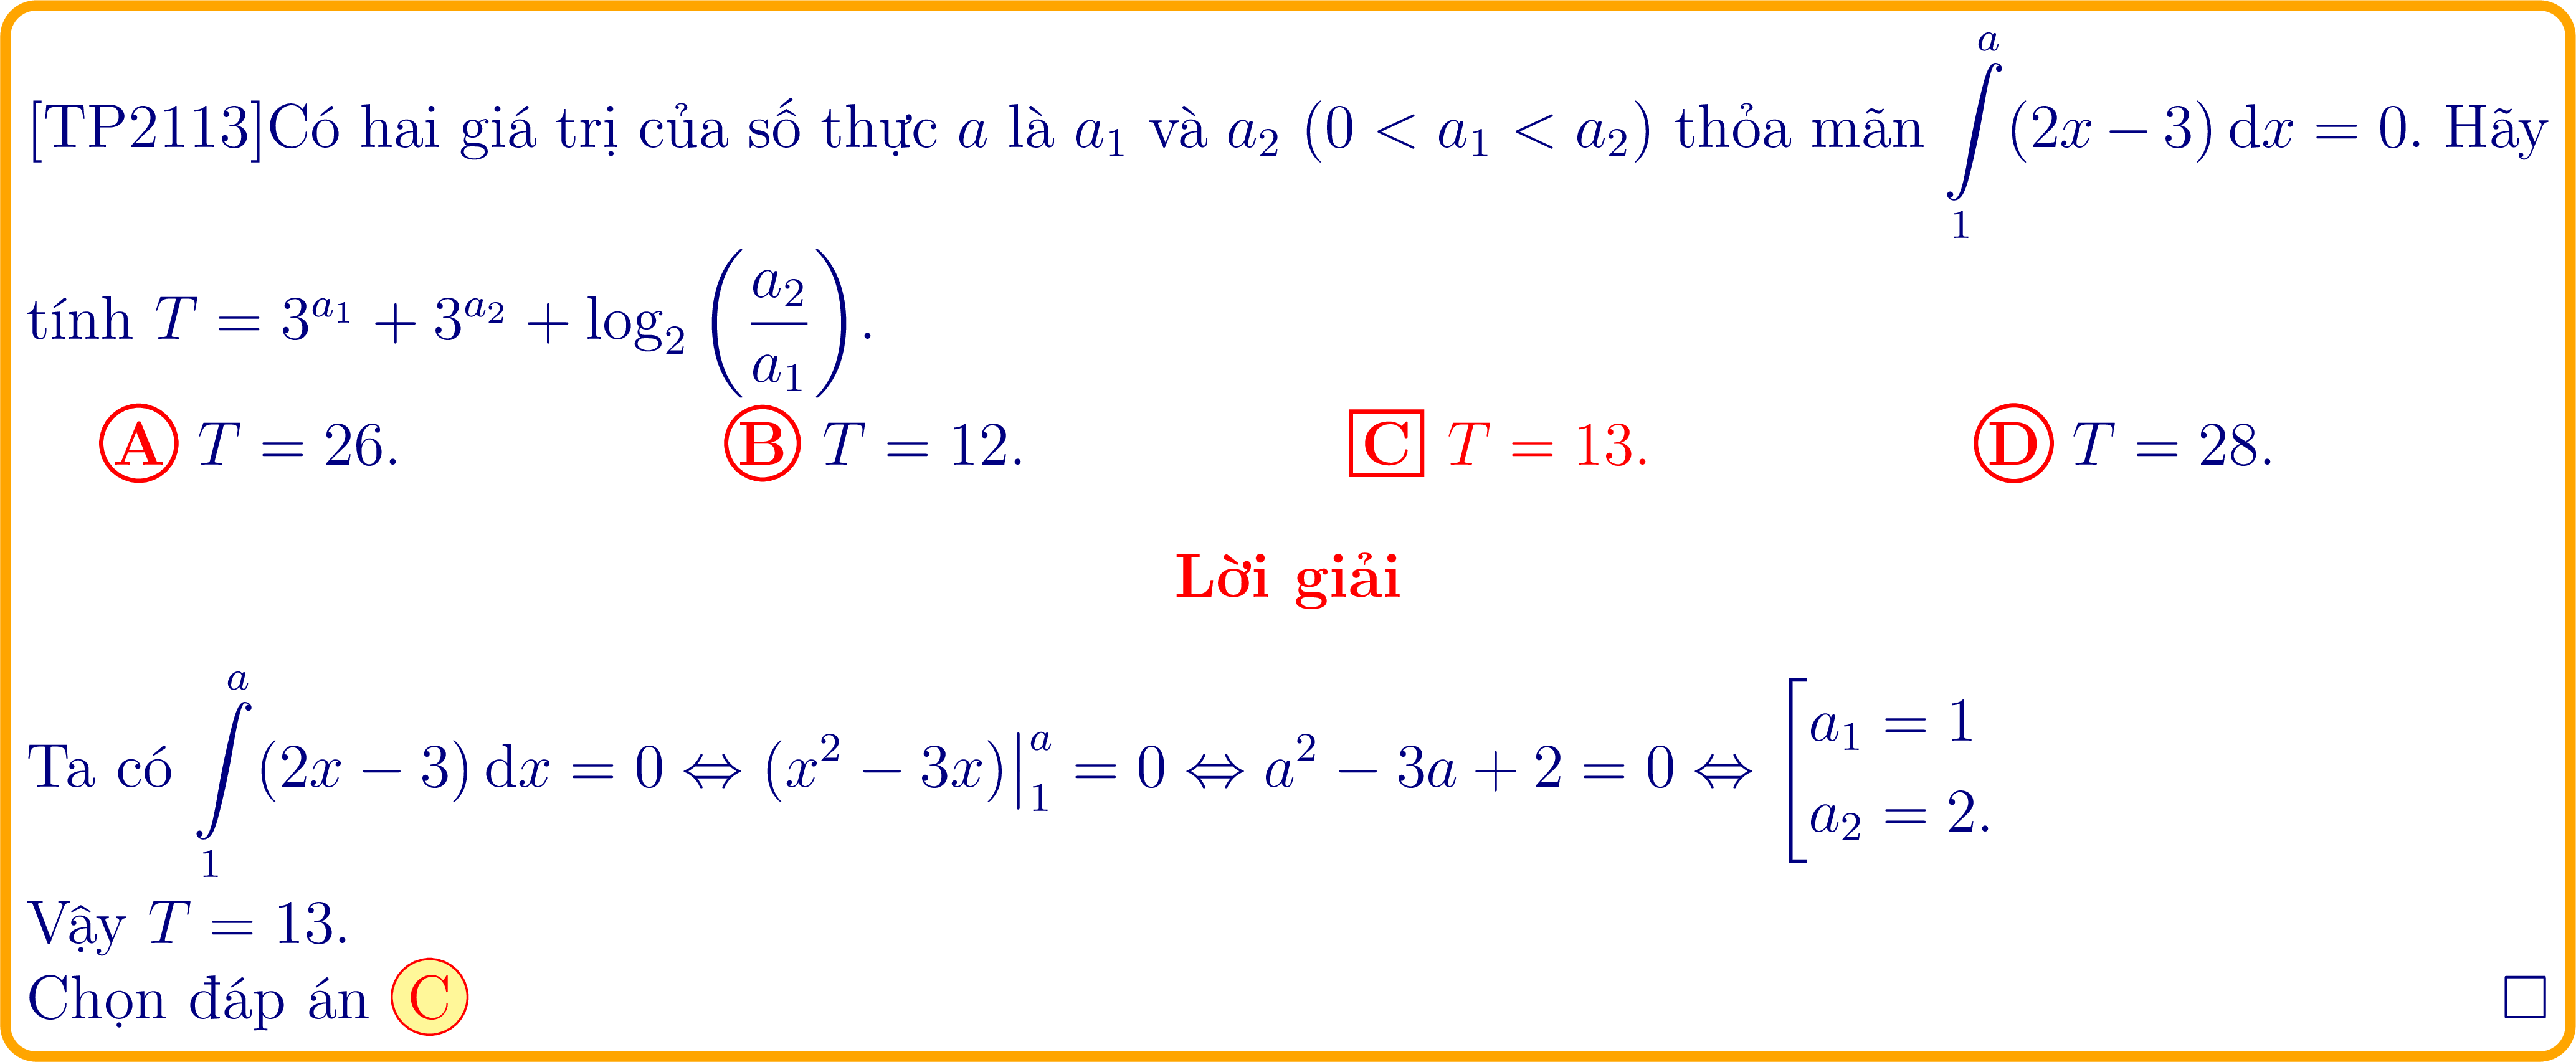 [TP2113]Có hai giá trị của số thực $a$ là $a_1$ và $a_2$ $(0 < a_1 < a_2)$ thỏa mãn $\int\limits_1^a (2x - 3)\,\mathrm{d}x = 0$. Hãy
tính $T = 3^{a_1} + 3^{a_2} + \log_2\left(\dfrac{a_2}{a_1}\right)$.
A $T = 26$. B $T = 12$. C $T = 13$. D $T = 28$.
Lời giải
Ta có $\int\limits_1^a (2x - 3)\,\mathrm{d}x = 0 \Leftrightarrow (x^2 - 3x)\Big|_1^a = 0 \Leftrightarrow a^2 - 3a + 2 = 0 \Leftrightarrow \left[\begin{array}{l} a_1 = 1 \\ a_2 = 2. \end{array}\right.$
Vậy $T = 13$.
Chọn đáp án C □